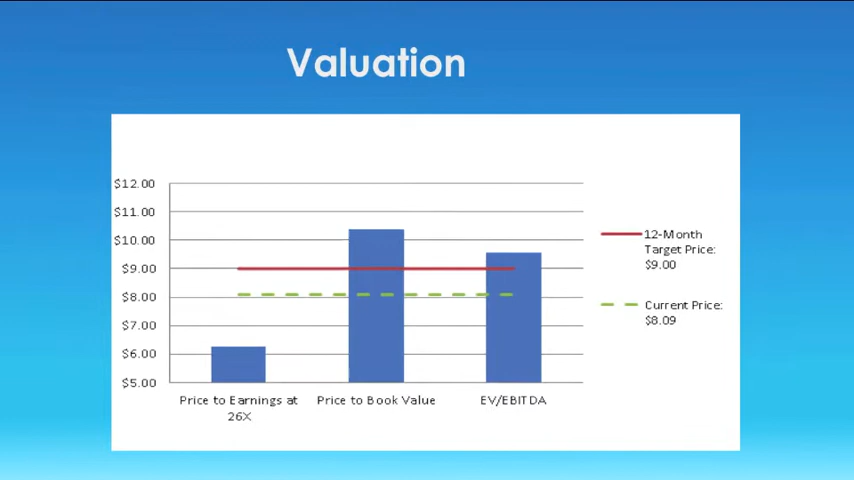 Valuation
$12.00
$11.00
$10.00
$9.00
$8.00
$7.00
$6.00
$5.00
Price to Earnings at
26X
Price to Book Value
EV/EBITDA
12-Month
Target Price:
$9.00
Current Price:
$8.09